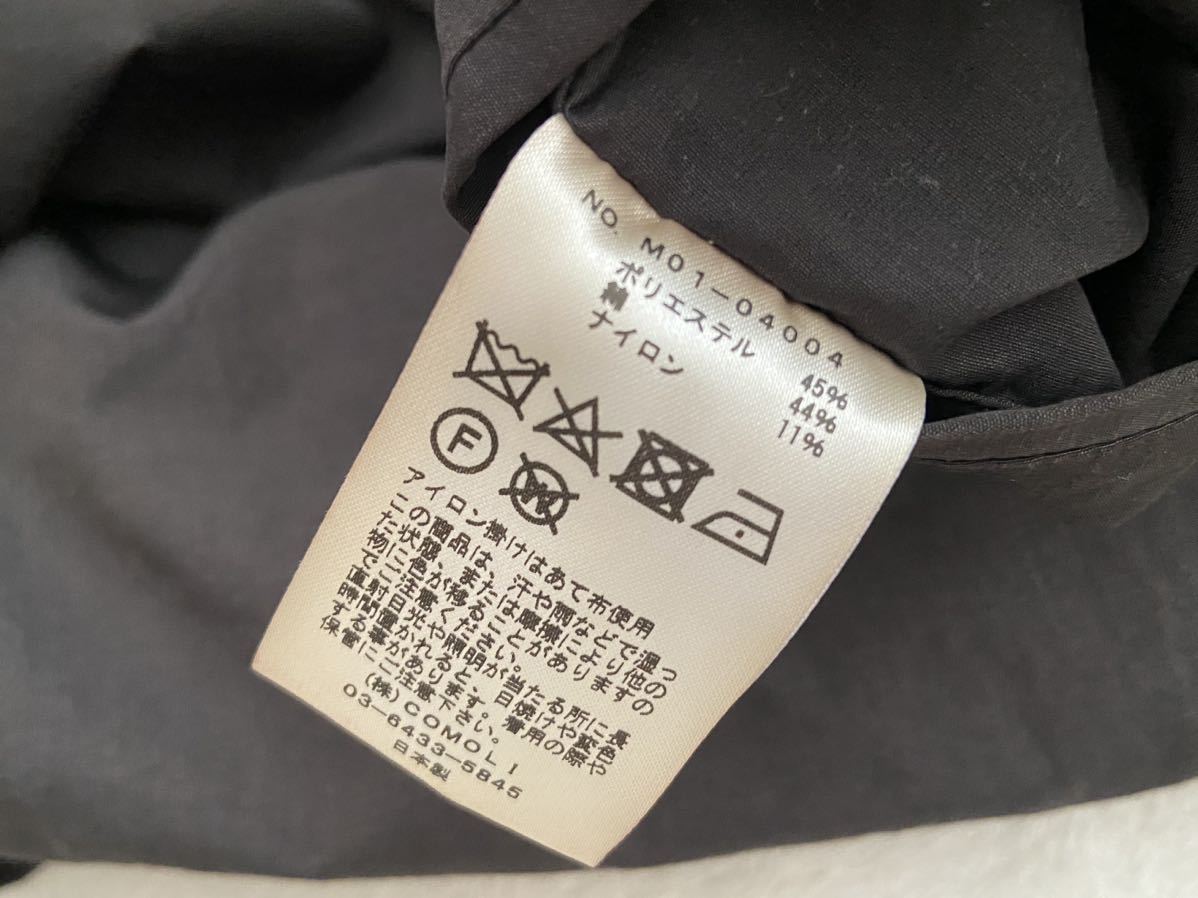 NO. M01-04004
ポリエステル 45%
綿 44%
ナイロン 11%
F
W
アイロン掛けはあて布使用
この商品は、汗や雨などで湿っ
た状態、または摩擦により他の
物に色が移ることがありますの
でご注意ください。
直射日光や照明が当たる所に長
時間置かれると、日焼けや変色
する事があります。着用の際や
保管にご注意下さい。
(株)COMOLI
03-6433-5845
日本製